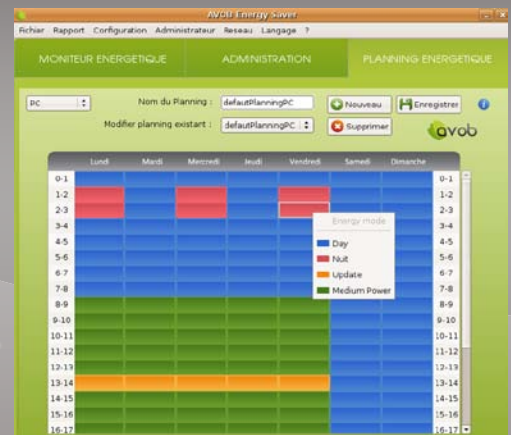 AVOB Energy Saver
Fichier Rapport Configuration Administrateur Reseau Langage ?
MONITEUR ENERGETIQUE ADMINISTRATION PLANNING ENERGETIQUE
PC Nom du Planning : defautPlanningPC Nouveau Enregistrer
Modifier planning existant : defautPlanningPC Supprimer avob
Lundi Mardi Mercredi Jeudi Vendredi Samedi Dimanche
0-1 0-1
1-2 1-2
2-3 2-3
3-4 Energy mode 3-4
4-5 Day 4-5
5-6 Nuit 5-6
6-7 Update 6-7
7-8 Medium Power 7-8
8-9 8-9
9-10 9-10
10-11 10-11
11-12 11-12
12-13 12-13
13-14 13-14
14-15 14-15
15-16 15-16
16-17 16-17